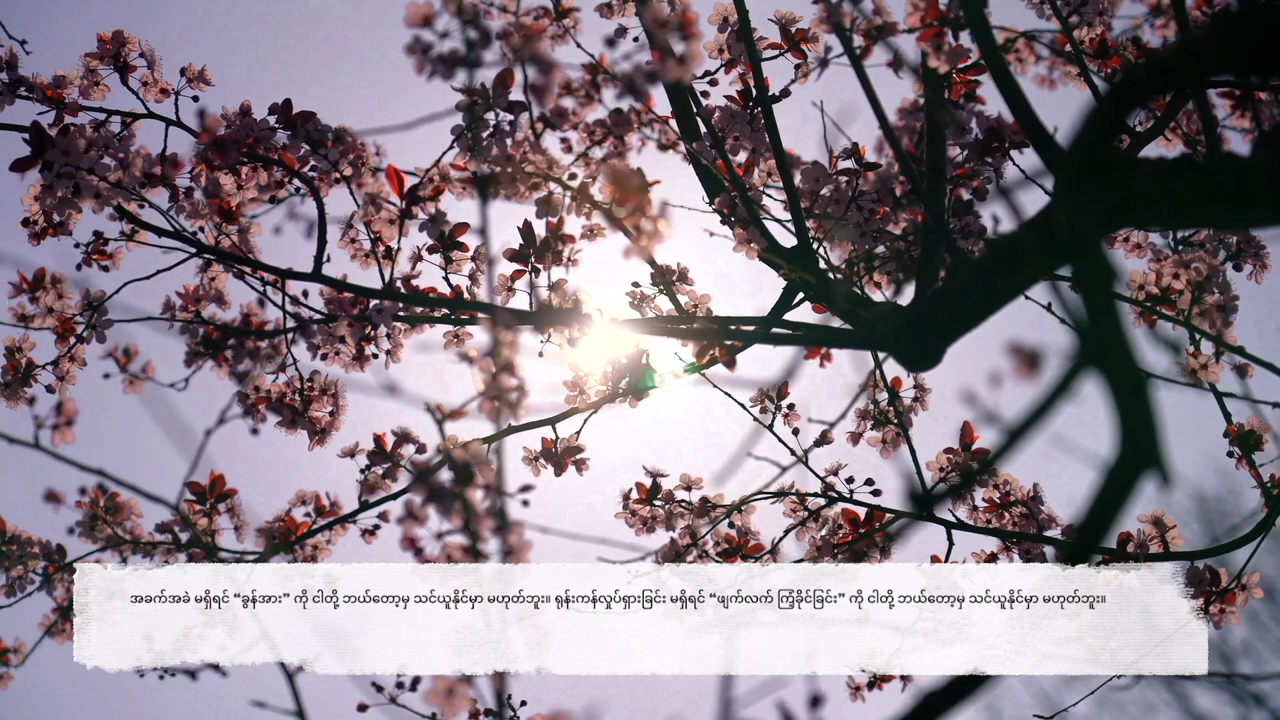 အခက်အခဲ မရှိရင် “ခွန်အား” ကို ငါတို့ ဘယ်တော့မှ သင်ယူနိုင်မှာ မဟုတ်ဘူး။ ရုန်းကန်လှုပ်ရှားခြင်း မရှိရင် “ဖျက်လက် ကြံ့ခိုင်ခြင်း” ကို ငါတို့ ဘယ်တော့မှ သင်ယူနိုင်မှာ မဟုတ်ဘူး။